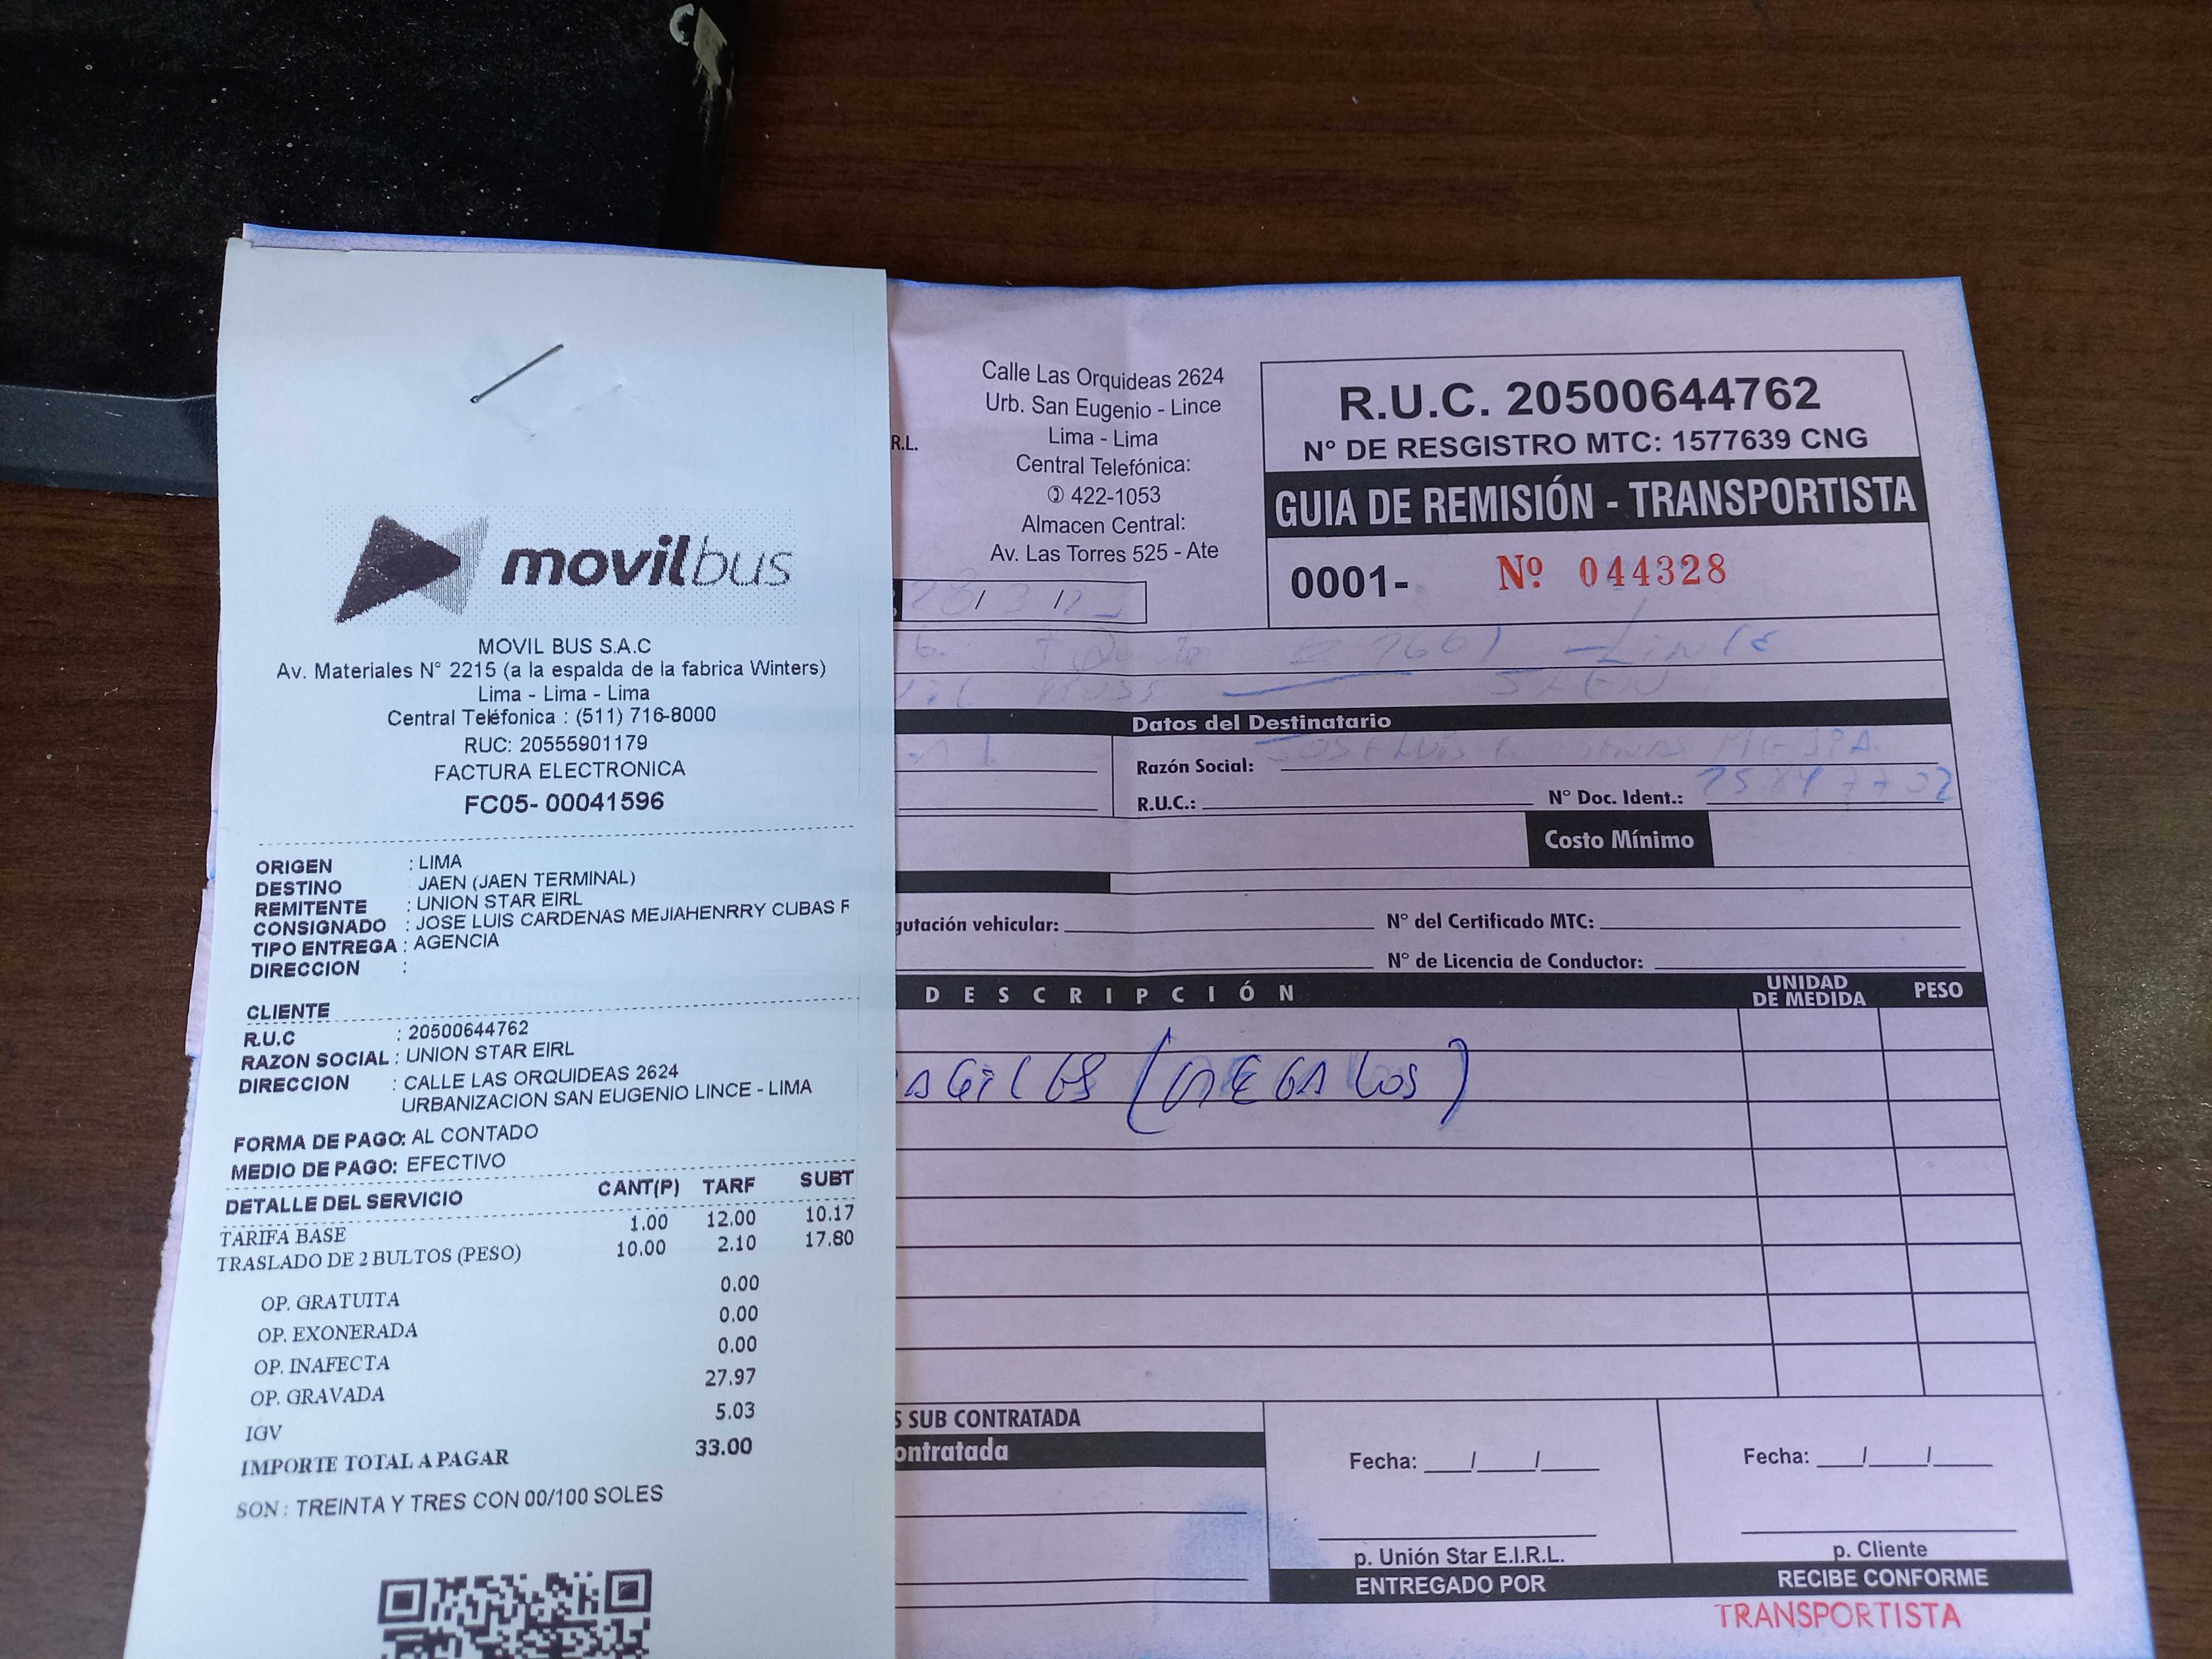 movilbus
MOVIL BUS S.A.C
Av. Materiales N° 2215 (a la espalda de la fabrica Winters)
Lima - Lima - Lima
Central Teléfonica : (511) 716-8000
RUC: 20555901179
FACTURA ELECTRONICA
FC05- 00041596
ORIGEN : LIMA
DESTINO JAEN (JAEN TERMINAL)
REMITENTE : UNION STAR EIRL
CONSIGNADO : JOSE LUIS CARDENAS MEJIAHENRRY CUBAS F
TIPO ENTREGA : AGENCIA
DIRECCION :
CLIENTE
R.U.C : 20500644762
RAZON SOCIAL : UNION STAR EIRL
DIRECCION : CALLE LAS ORQUIDEAS 2624
URBANIZACION SAN EUGENIO LINCE - LIMA
FORMA DE PAGO: AL CONTADO
MEDIO DE PAGO: EFECTIVO
DETALLE DEL SERVICIO CANT(P) TARF SUBT
TARIFA BASE 1.00 12.00 10.17
TRASLADO DE 2 BULTOS (PESO) 10.00 2.10 17.80
OP. GRATUITA 0.00
OP. EXONERADA 0.00
OP. INAFECTA 0.00
OP. GRAVADA 27.97
IGV 5.03
IMPORTE TOTAL A PAGAR 33.00
SON : TREINTA Y TRES CON 00/100 SOLES
R.L.
Calle Las Orquideas 2624
Urb. San Eugenio - Lince
Lima - Lima
Central Telefónica:
✆ 422-1053
Almacen Central:
Av. Las Torres 525 - Ate
R.U.C. 20500644762
N° DE RESGISTRO MTC: 1577639 CNG
GUIA DE REMISIÓN - TRANSPORTISTA
0001- Nº 044328
Lince
Datos del Destinatario
Razón Social: JOSE LUIS
R.U.C.: N° Doc. Ident.:
Costo Mínimo
gutación vehicular: N° del Certificado MTC:
N° de Licencia de Conductor:
DESCRIPCIÓN UNIDAD DE MEDIDA PESO
S SUB CONTRATADA
ontratada
Fecha: / /
p. Unión Star E.I.R.L.
ENTREGADO POR
Fecha: / /
p. Cliente
RECIBE CONFORME
TRANSPORTISTA